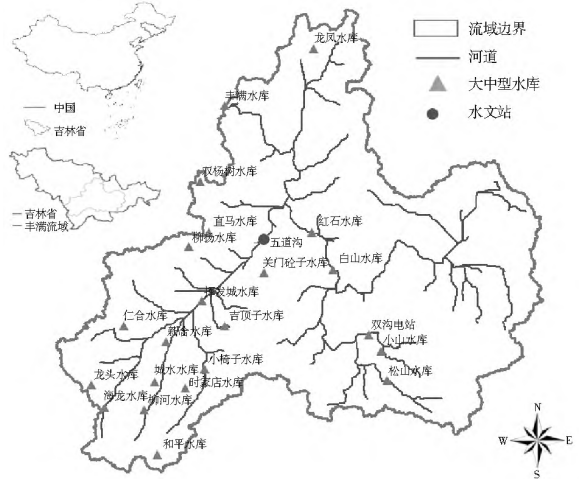 龙凤水库
丰满水库
双杨树水库
直马水库
柳杨水库
五道沟
红石水库
关门砬子水库
白山水库
发城水库
吉顶子水库
仁合水库
水库
双沟电站
小山水库
小椅子水库
龙头水库
城水水库
时家店水库
松山水库
海龙水库
柳河水库
和平水库
中国
吉林省
吉林省
丰满流域
流域边界
河道
大中型水库
水文站
N
W
E
S